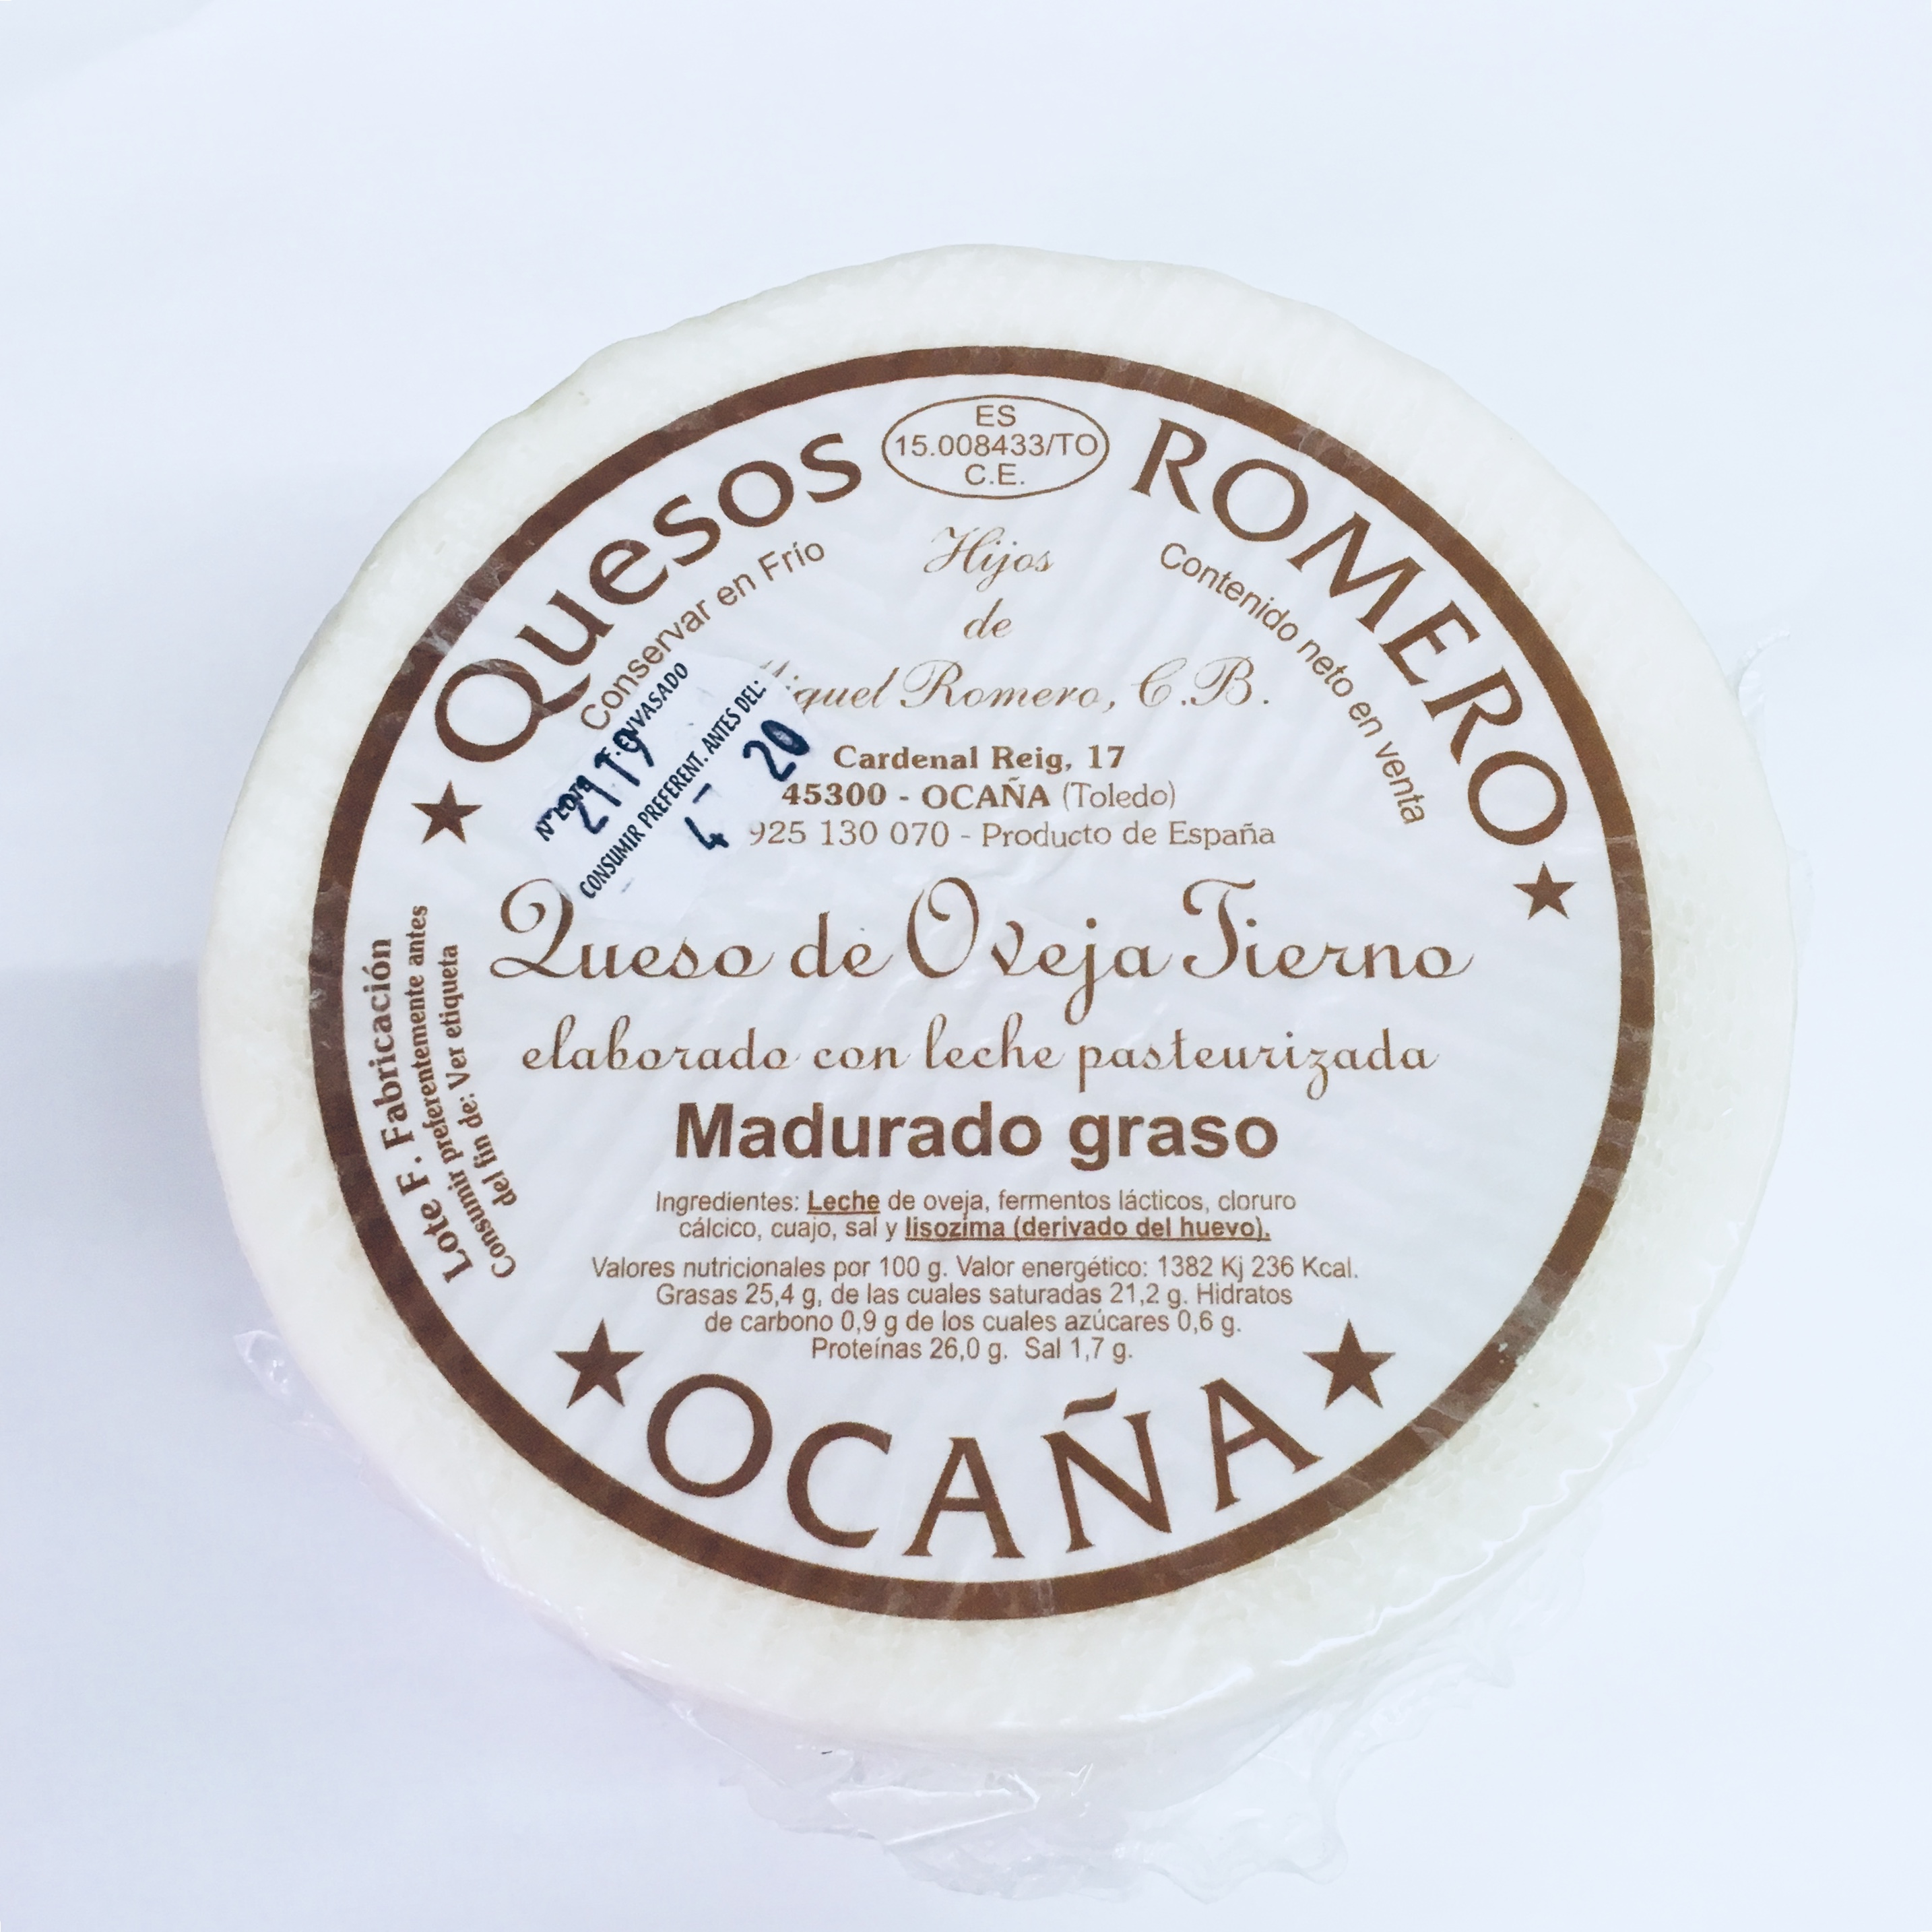 QUESOS ROMERO
ES
15.008433/TO
C.E.
Conservar en Frío
Contenido neto en venta
Hijos
de
Romero, C.B.
Cardenal Reig, 17
45300 - OCAÑA (Toledo)
925 130 070 - Producto de España
CONSUMIR PREFERENT. ANTES DEL:
4 - 20
Queso de Oveja Tierno
elaborado con leche pasteurizada
Madurado graso
Lote F. Fabricación
Consumir preferentemente antes
del fin de: Ver etiqueta
Ingredientes: Leche de oveja, fermentos lácticos, cloruro
cálcico, cuajo, sal y lisozima (derivado del huevo).
Valores nutricionales por 100 g. Valor energético: 1382 Kj 236 Kcal.
Grasas 25,4 g, de las cuales saturadas 21,2 g. Hidratos
de carbono 0,9 g de los cuales azúcares 0,6 g.
Proteínas 26,0 g. Sal 1,7 g.
OCAÑA